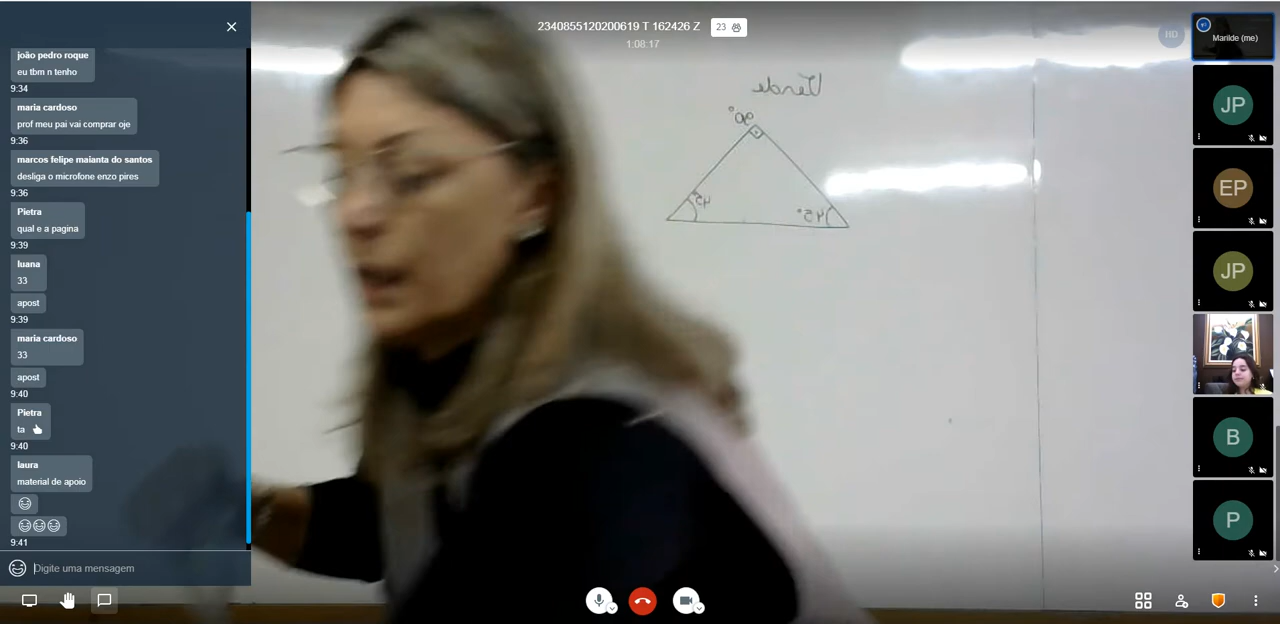 2340855120200619 T 162426 Z
23
1:08:17
joão pedro roque
eu tbm n tenho
9:34
maria cardoso
prof meu pai vai comprar oje
9:36
marcos felipe maianta do santos
desliga o microfone enzo pires
9:36
Pietra
qual e a pagina
9:39
luana
33
apost
9:39
maria cardoso
33
apost
9:40
Pietra
ta
9:40
laura
material de apoio
9:41
Digite uma mensagem
Verde
90°
45
45°
HD
Marilde (me)
JP
EP
JP
B
P